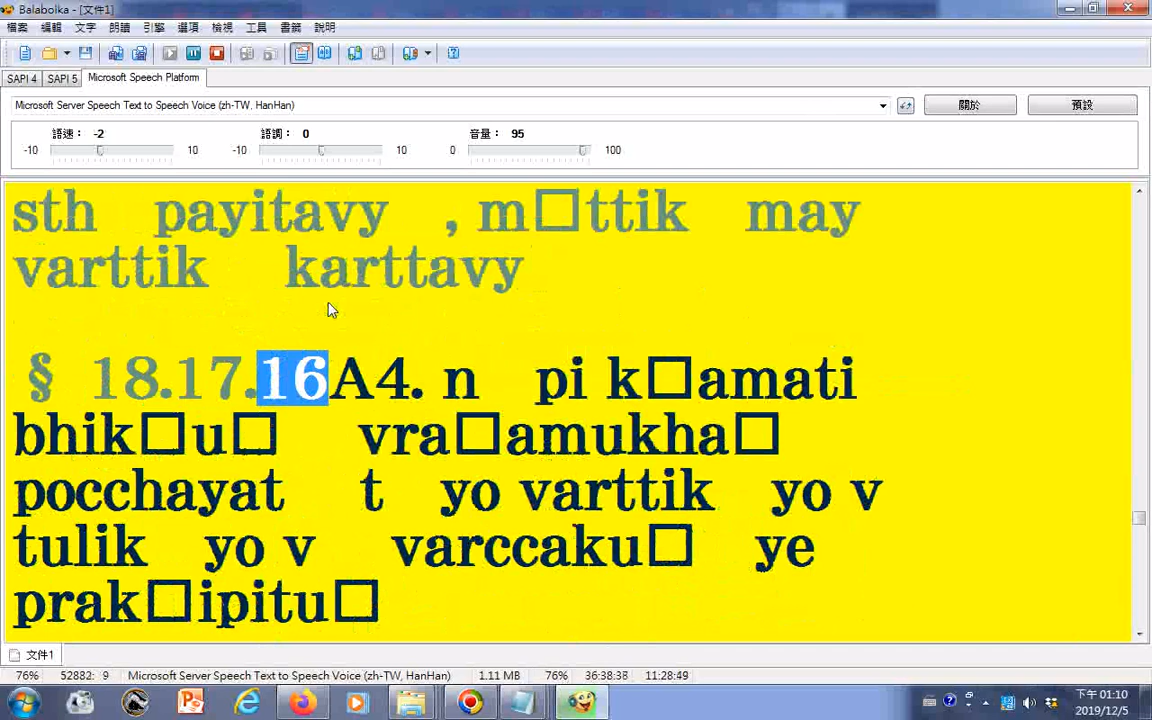 Balabolka - [文件1]
檔案 編輯 文字 朗讀 引擎 選項 檢視 工具 書籤 說明
SAPI 4 SAPI 5 Microsoft Speech Platform
Microsoft Server Speech Text to Speech Voice (zh-TW, HanHan) 關於 預設
語速： -2 語調： 0 音量： 95
-10 10 -10 10 0 100
sth payitavy , m□ttik may
varttik karttavy
§ 18.17.16A4. n pi k□amati
bhik□u□ vra□amukha□
pocchayat t yo varttik yo v
tulik yo v varccaku□ ye
prak□ipitu□
文件1
76% 52882: 9 Microsoft Server Speech Text to Speech Voice (zh-TW, HanHan) 1.11 MB 76% 36:38:38 11:28:49
下午 01:10
2019/12/5